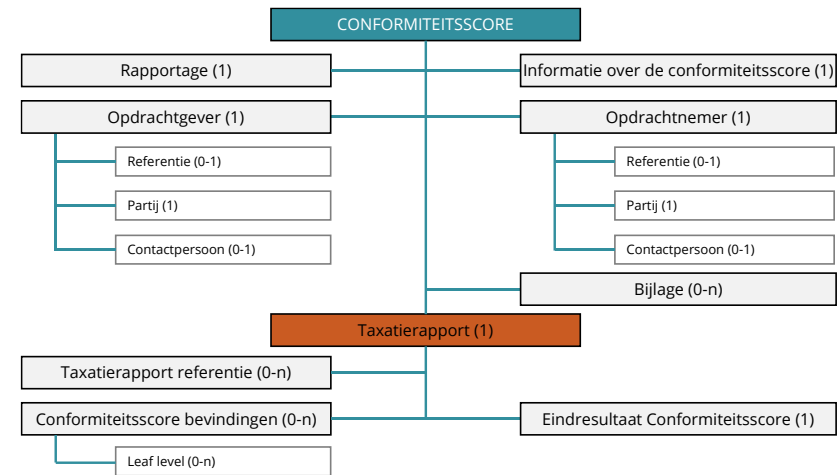 CONFORMITEITSSCORE
Rapportage (1)
Informatie over de conformiteitsscore (1)
Opdrachtgever (1)
Opdrachtnemer (1)
Referentie (0-1)
Referentie (0-1)
Partij (1)
Partij (1)
Contactpersoon (0-1)
Contactpersoon (0-1)
Bijlage (0-n)
Taxatierapport (1)
Taxatierapport referentie (0-n)
Conformiteitsscore bevindingen (0-n)
Eindresultaat Conformiteitsscore (1)
Leaf level (0-n)